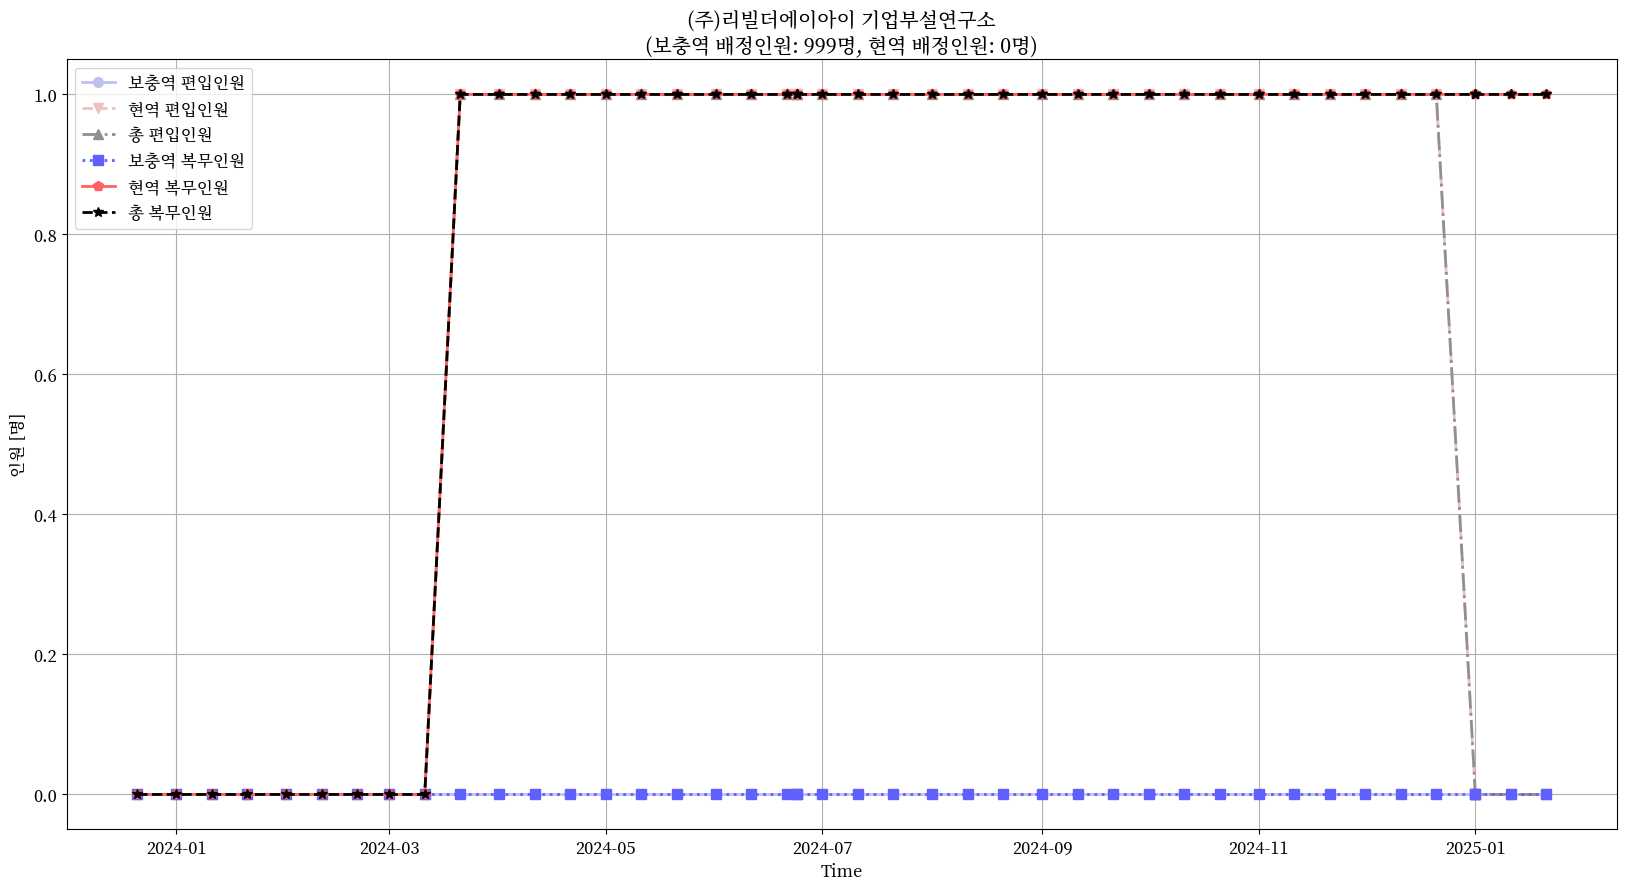 (주)리빌더에이아이 기업부설연구소
(보충역 배정인원: 999명, 현역 배정인원: 0명)
보충역 편입인원
현역 편입인원
총 편입인원
보충역 복무인원
현역 복무인원
총 복무인원
1.0
0.8
0.6
0.4
0.2
0.0
인원 [명]
2024-01
2024-03
2024-05
2024-07
2024-09
2024-11
2025-01
Time